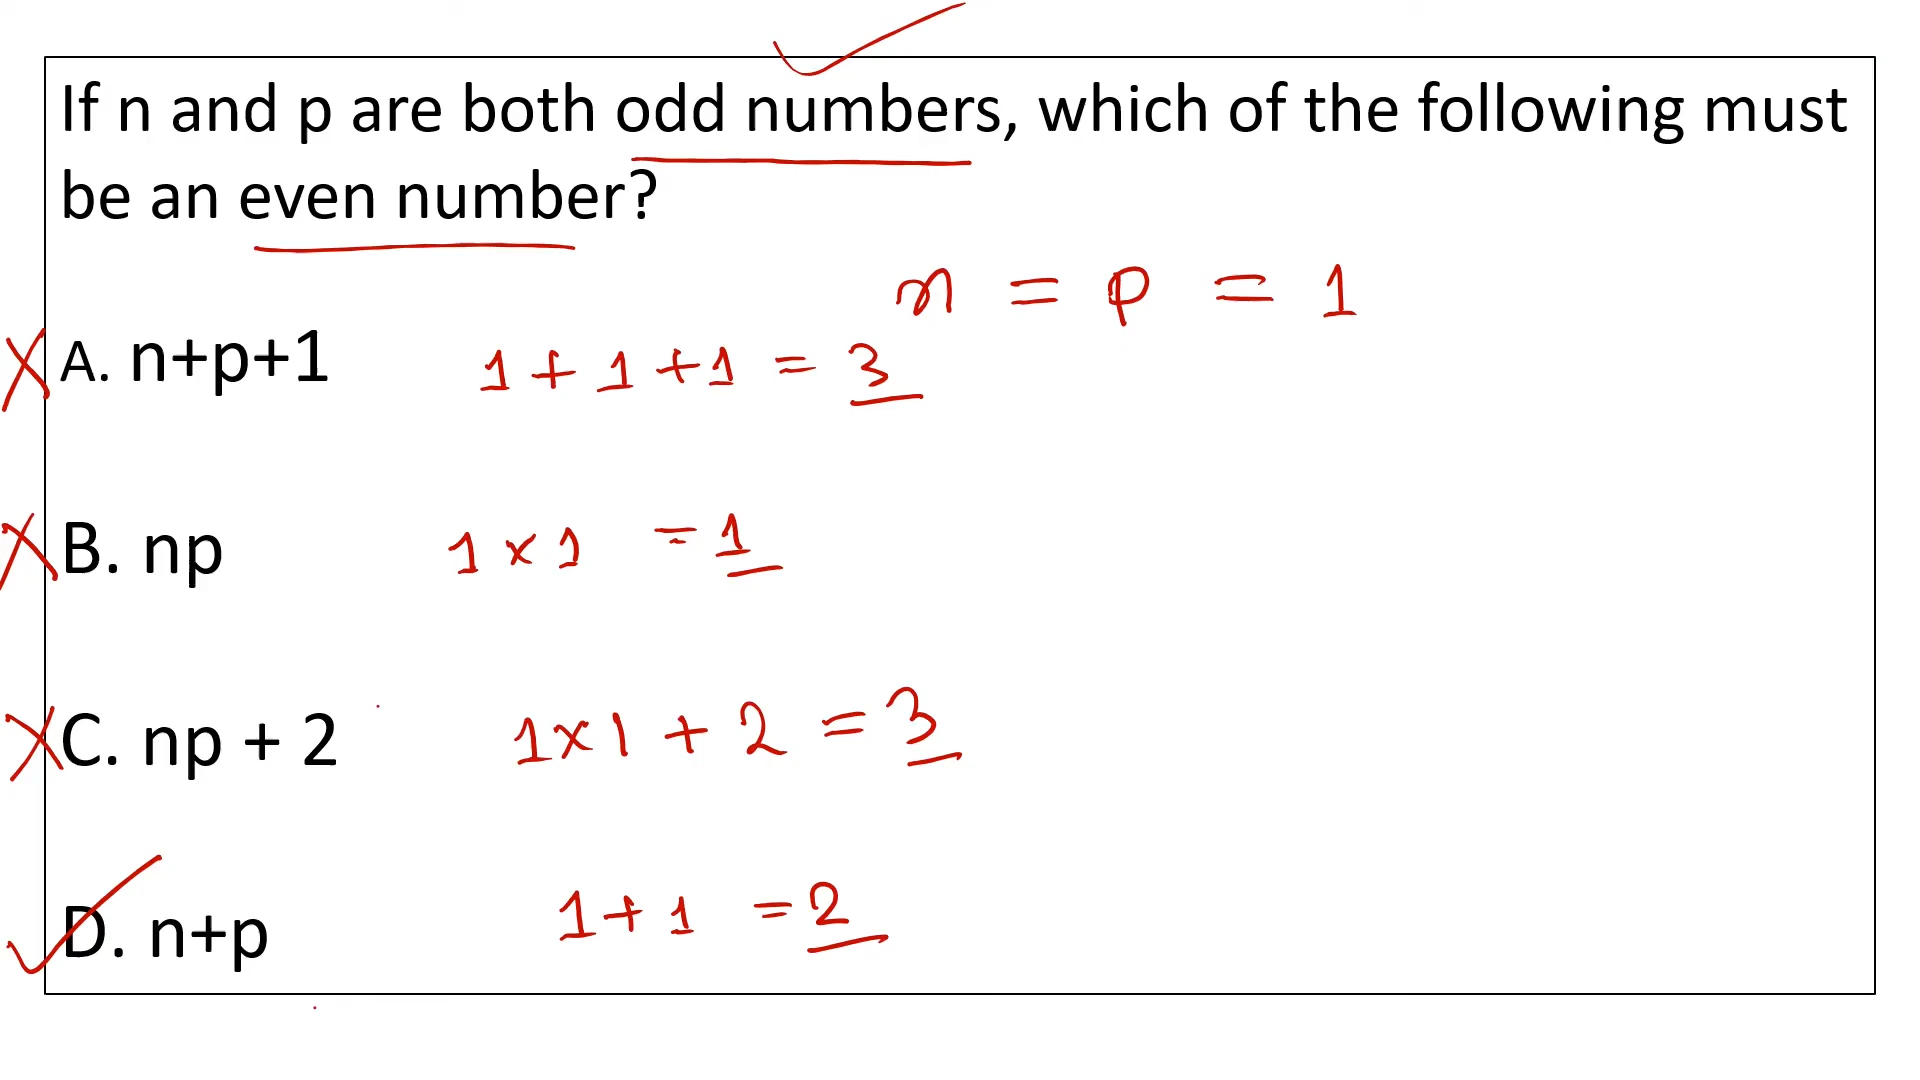 If n and p are both odd numbers, which of the following must
be an even number?
n = p = 1
A. n+p+1 1 + 1 + 1 = 3
B. np 1 × 1 = 1
C. np + 2 1×1 + 2 = 3
D. n+p 1 + 1 = 2